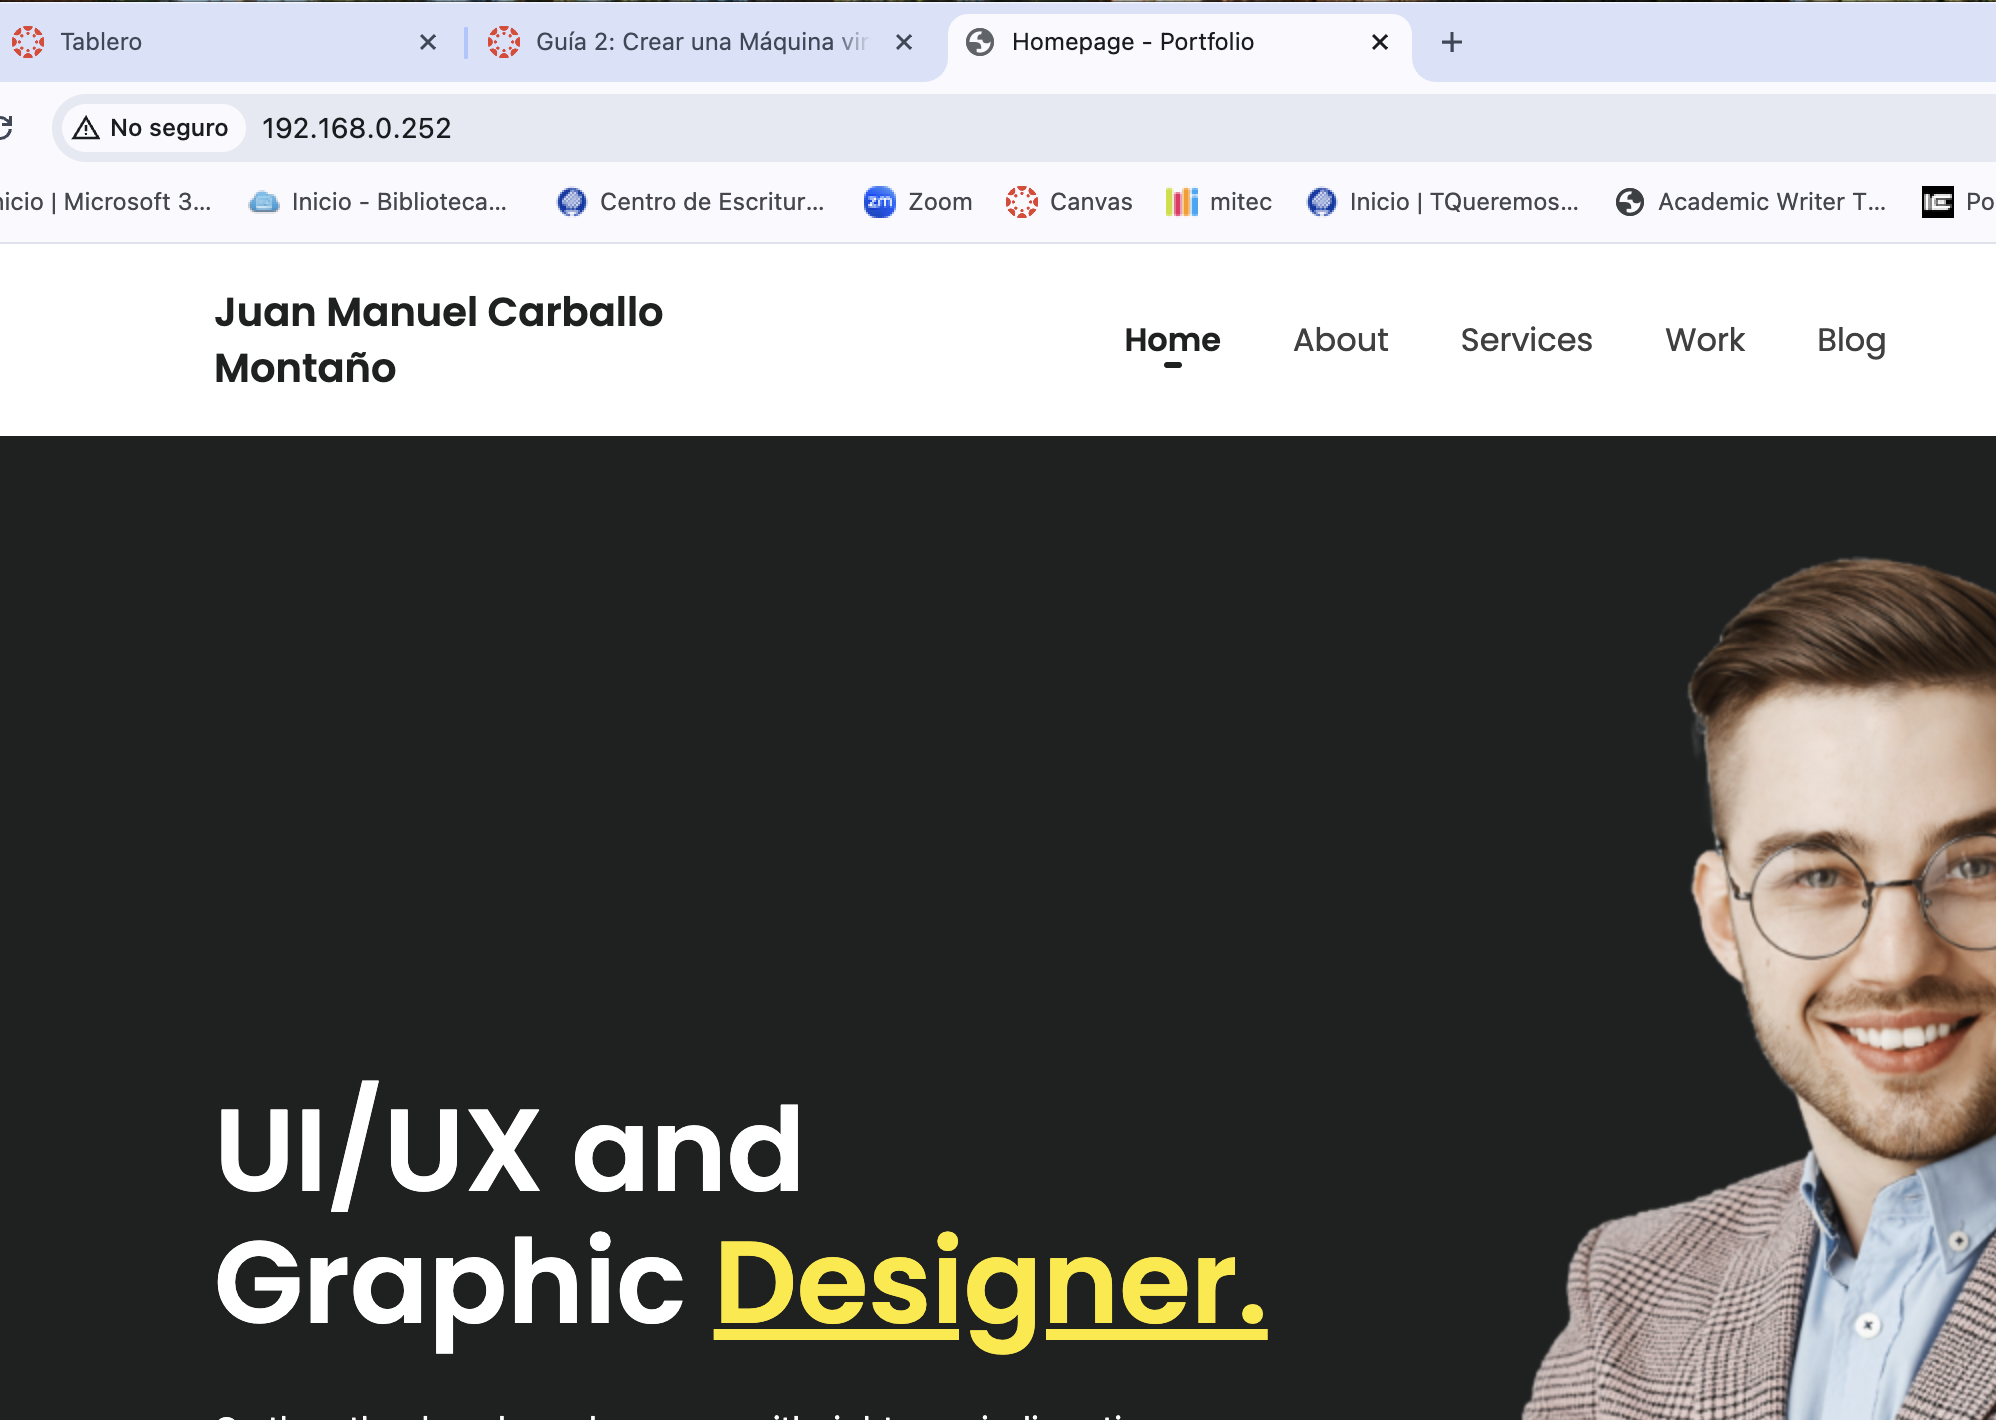 Tablero
Guía 2: Crear una Máquina vir
Homepage - Portfolio
No seguro
192.168.0.252
nicio | Microsoft 3...
Inicio - Biblioteca...
Centro de Escritur...
zm
Zoom
Canvas
mitec
Inicio | TQueremos...
Academic Writer T...
Po
Juan Manuel Carballo
Montaño
Home
About
Services
Work
Blog
UI/UX and
Graphic Designer.